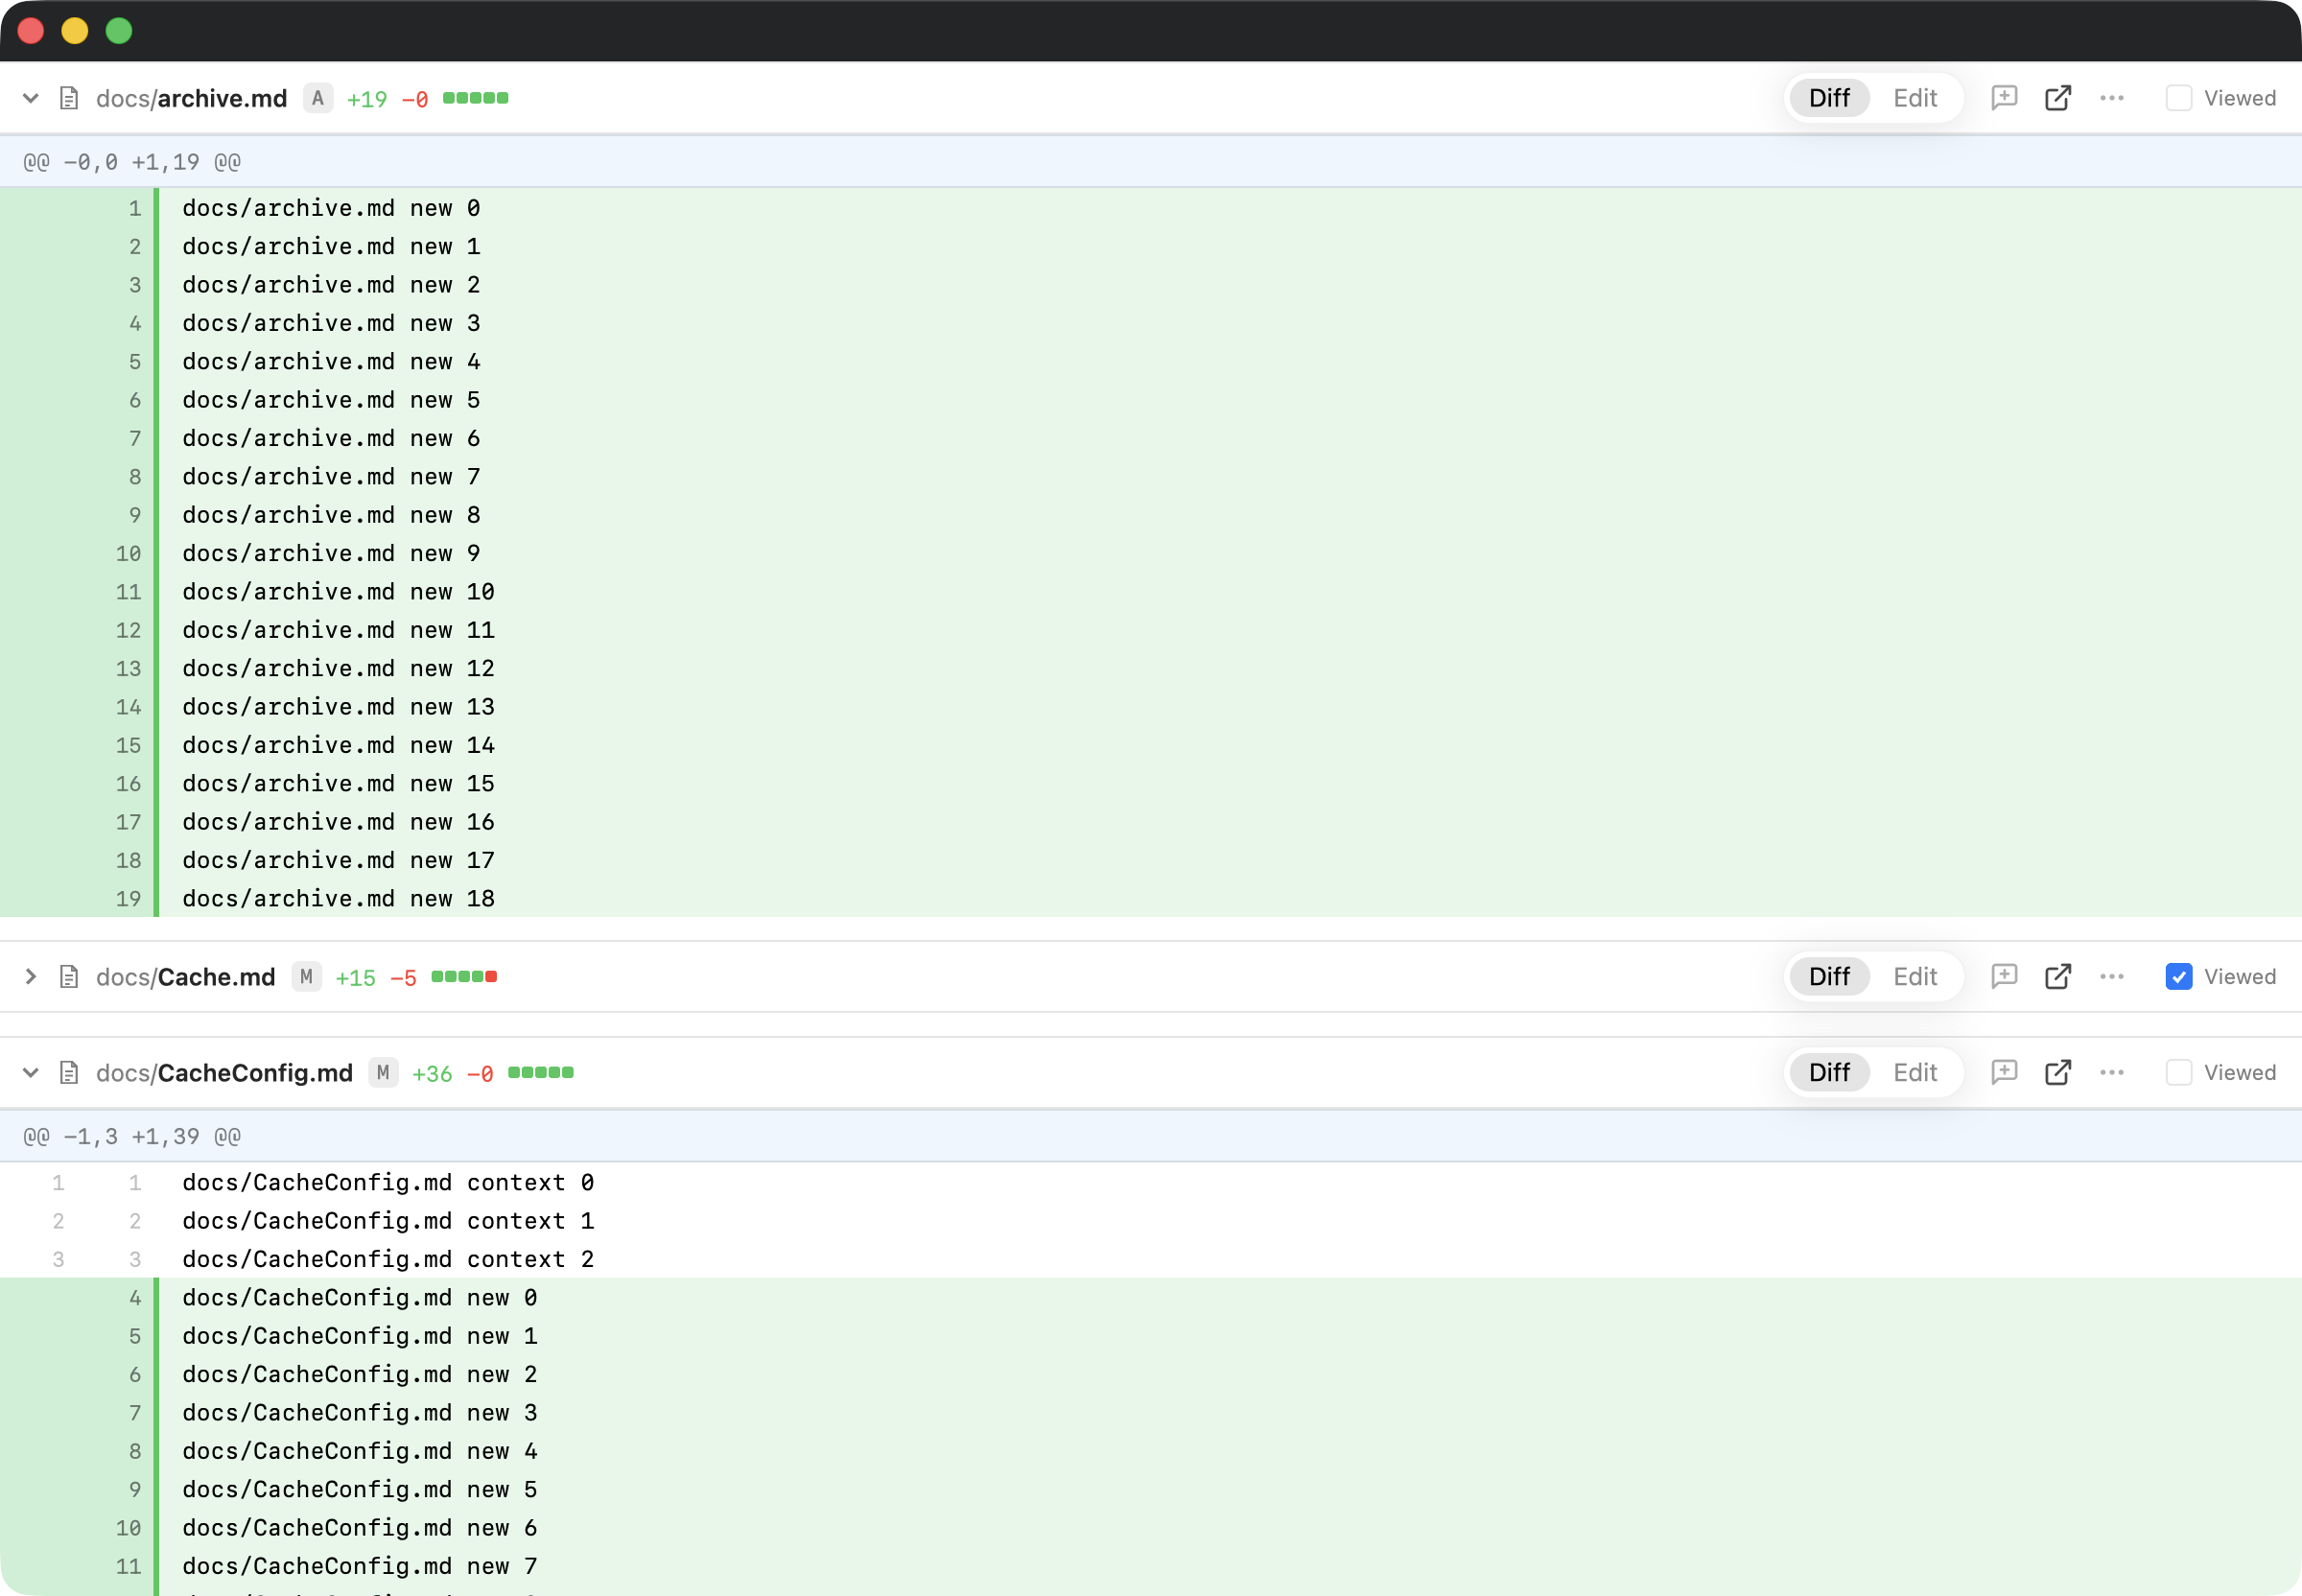 docs/archive.md A +19 −0 Diff Edit Viewed
@@ −0,0 +1,19 @@
1 docs/archive.md new 0
2 docs/archive.md new 1
3 docs/archive.md new 2
4 docs/archive.md new 3
5 docs/archive.md new 4
6 docs/archive.md new 5
7 docs/archive.md new 6
8 docs/archive.md new 7
9 docs/archive.md new 8
10 docs/archive.md new 9
11 docs/archive.md new 10
12 docs/archive.md new 11
13 docs/archive.md new 12
14 docs/archive.md new 13
15 docs/archive.md new 14
16 docs/archive.md new 15
17 docs/archive.md new 16
18 docs/archive.md new 17
19 docs/archive.md new 18
docs/Cache.md M +15 −5 Diff Edit Viewed
docs/CacheConfig.md M +36 −0 Diff Edit Viewed
@@ −1,3 +1,39 @@
1 1 docs/CacheConfig.md context 0
2 2 docs/CacheConfig.md context 1
3 3 docs/CacheConfig.md context 2
4 docs/CacheConfig.md new 0
5 docs/CacheConfig.md new 1
6 docs/CacheConfig.md new 2
7 docs/CacheConfig.md new 3
8 docs/CacheConfig.md new 4
9 docs/CacheConfig.md new 5
10 docs/CacheConfig.md new 6
11 docs/CacheConfig.md new 7